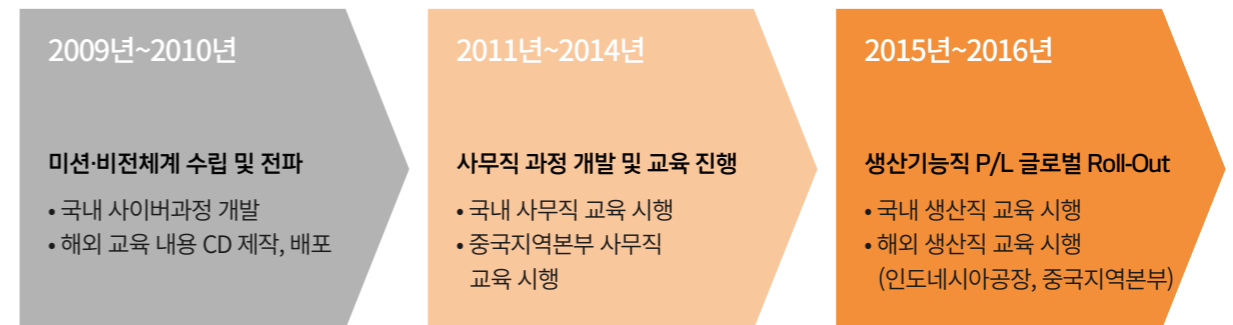 2009년~2010년
미션·비전체계 수립 및 전파
• 국내 사이버과정 개발
• 해외 교육 내용 CD 제작, 배포
2011년~2014년
사무직 과정 개발 및 교육 진행
• 국내 사무직 교육 시행
• 중국지역본부 사무직
교육 시행
2015년~2016년
생산기능직 P/L 글로벌 Roll-Out
• 국내 생산직 교육 시행
• 해외 생산직 교육 시행
(인도네시아공장, 중국지역본부)